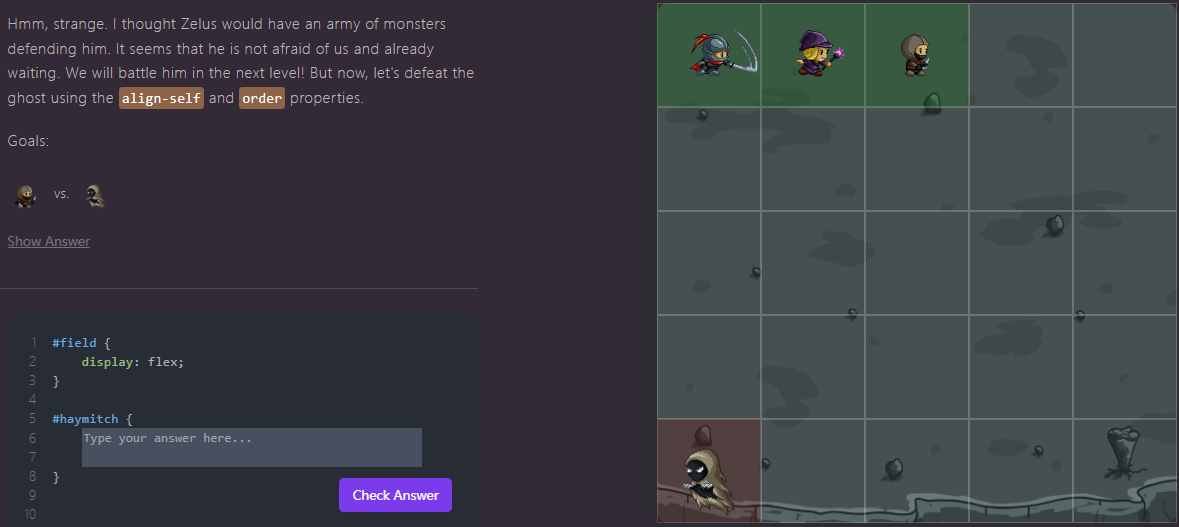 Hmm, strange. I thought Zelus would have an army of monsters
defending him. It seems that he is not afraid of us and already
waiting. We will battle him in the next level! But now, let's defeat the
ghost using the align-self and order properties.
Goals:
vs.
Show Answer
1 #field {
2 display: flex;
3 }
4
5 #haymitch {
6 Type your answer here...
7
8 }
9
10
Check Answer